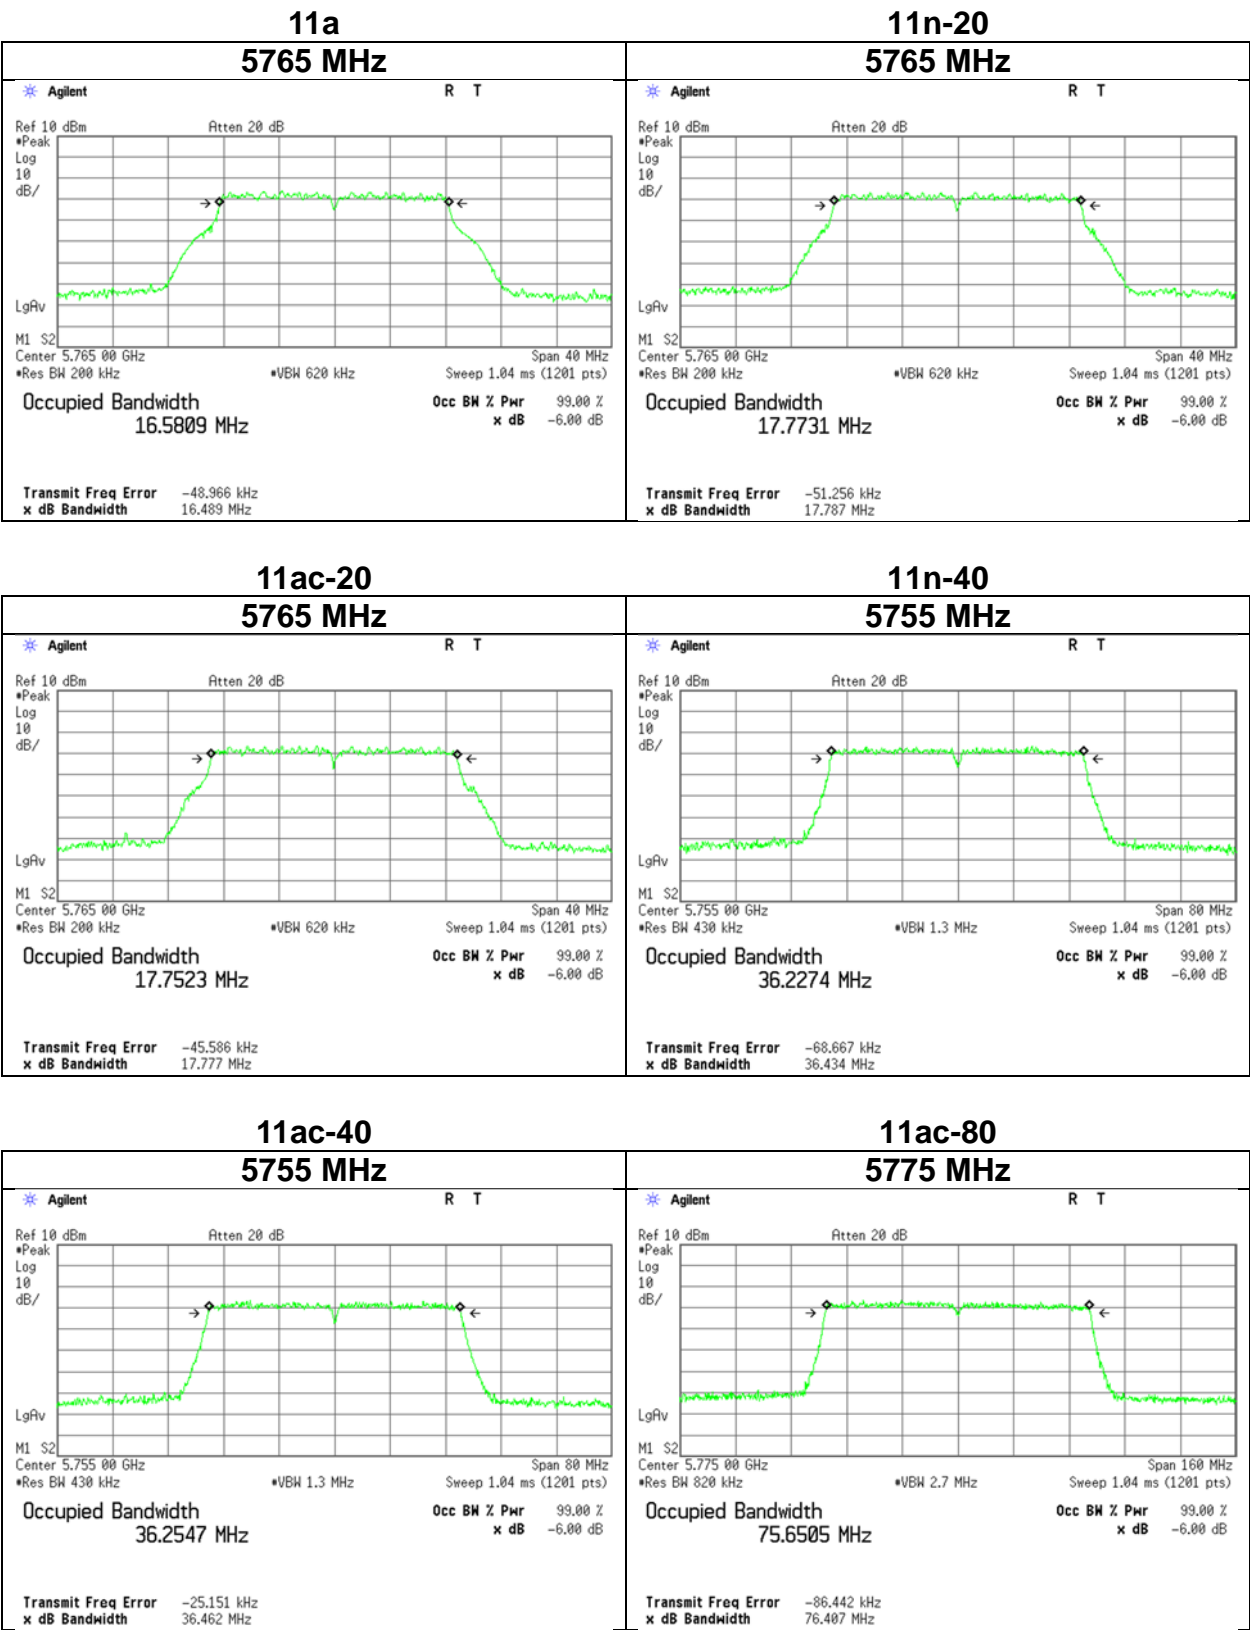 11a
5765 MHz
Agilent R T
Ref 10 dBm Atten 20 dB
#Peak
Log
10
dB/
LgAv
M1 S2
Center 5.765 00 GHz Span 40 MHz
#Res BW 200 kHz #VBW 620 kHz Sweep 1.04 ms (1201 pts)
Occupied Bandwidth Occ BW % Pwr 99.00 %
16.5809 MHz x dB -6.00 dB
Transmit Freq Error -48.966 kHz
x dB Bandwidth 16.489 MHz
11n-20
5765 MHz
Agilent R T
Ref 10 dBm Atten 20 dB
#Peak
Log
10
dB/
LgAv
M1 S2
Center 5.765 00 GHz Span 40 MHz
#Res BW 200 kHz #VBW 620 kHz Sweep 1.04 ms (1201 pts)
Occupied Bandwidth Occ BW % Pwr 99.00 %
17.7731 MHz x dB -6.00 dB
Transmit Freq Error -51.256 kHz
x dB Bandwidth 17.787 MHz
11ac-20
5765 MHz
Agilent R T
Ref 10 dBm Atten 20 dB
#Peak
Log
10
dB/
LgAv
M1 S2
Center 5.765 00 GHz Span 40 MHz
#Res BW 200 kHz #VBW 620 kHz Sweep 1.04 ms (1201 pts)
Occupied Bandwidth Occ BW % Pwr 99.00 %
17.7523 MHz x dB -6.00 dB
Transmit Freq Error -45.586 kHz
x dB Bandwidth 17.777 MHz
11n-40
5755 MHz
Agilent R T
Ref 10 dBm Atten 20 dB
#Peak
Log
10
dB/
LgAv
M1 S2
Center 5.755 00 GHz Span 80 MHz
#Res BW 430 kHz #VBW 1.3 MHz Sweep 1.04 ms (1201 pts)
Occupied Bandwidth Occ BW % Pwr 99.00 %
36.2274 MHz x dB -6.00 dB
Transmit Freq Error -68.667 kHz
x dB Bandwidth 36.434 MHz
11ac-40
5755 MHz
Agilent R T
Ref 10 dBm Atten 20 dB
#Peak
Log
10
dB/
LgAv
M1 S2
Center 5.755 00 GHz Span 80 MHz
#Res BW 430 kHz #VBW 1.3 MHz Sweep 1.04 ms (1201 pts)
Occupied Bandwidth Occ BW % Pwr 99.00 %
36.2547 MHz x dB -6.00 dB
Transmit Freq Error -25.151 kHz
x dB Bandwidth 36.462 MHz
11ac-80
5775 MHz
Agilent R T
Ref 10 dBm Atten 20 dB
#Peak
Log
10
dB/
LgAv
M1 S2
Center 5.775 00 GHz Span 160 MHz
#Res BW 820 kHz #VBW 2.7 MHz Sweep 1.04 ms (1201 pts)
Occupied Bandwidth Occ BW % Pwr 99.00 %
75.6505 MHz x dB -6.00 dB
Transmit Freq Error -86.442 kHz
x dB Bandwidth 76.407 MHz